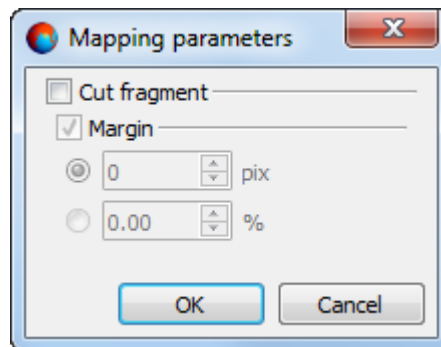 Mapping parameters
Cut fragment
Margin
0 pix
0.00 %
OK Cancel